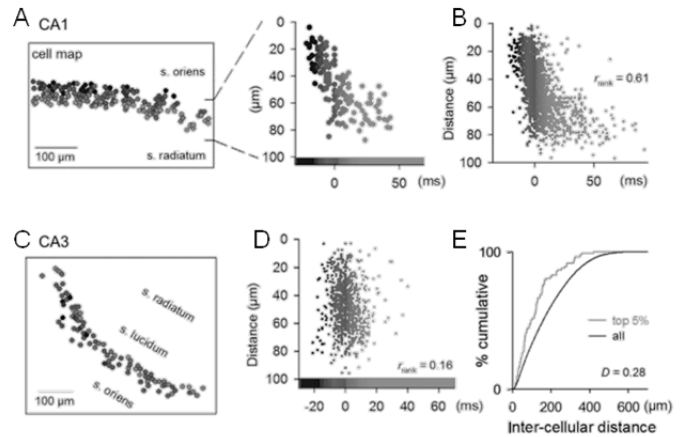 A CA1
cell map
s. oriens
s. radiatum
100 µm
0
20
40
60
80
100
(µm)
0 50 (ms)
B
0
20
40
60
80
100
Distance (µm)
rrank = 0.61
0 50 (ms)
C CA3
s. radiatum
s. lucidum
s. oriens
100 µm
D
0
20
40
60
80
100
Distance (µm)
rrank = 0.16
-20 0 20 40 60 (ms)
E
100
0
% cumulative
top 5%
all
D = 0.28
0 200 400 600 (µm)
Inter-cellular distance